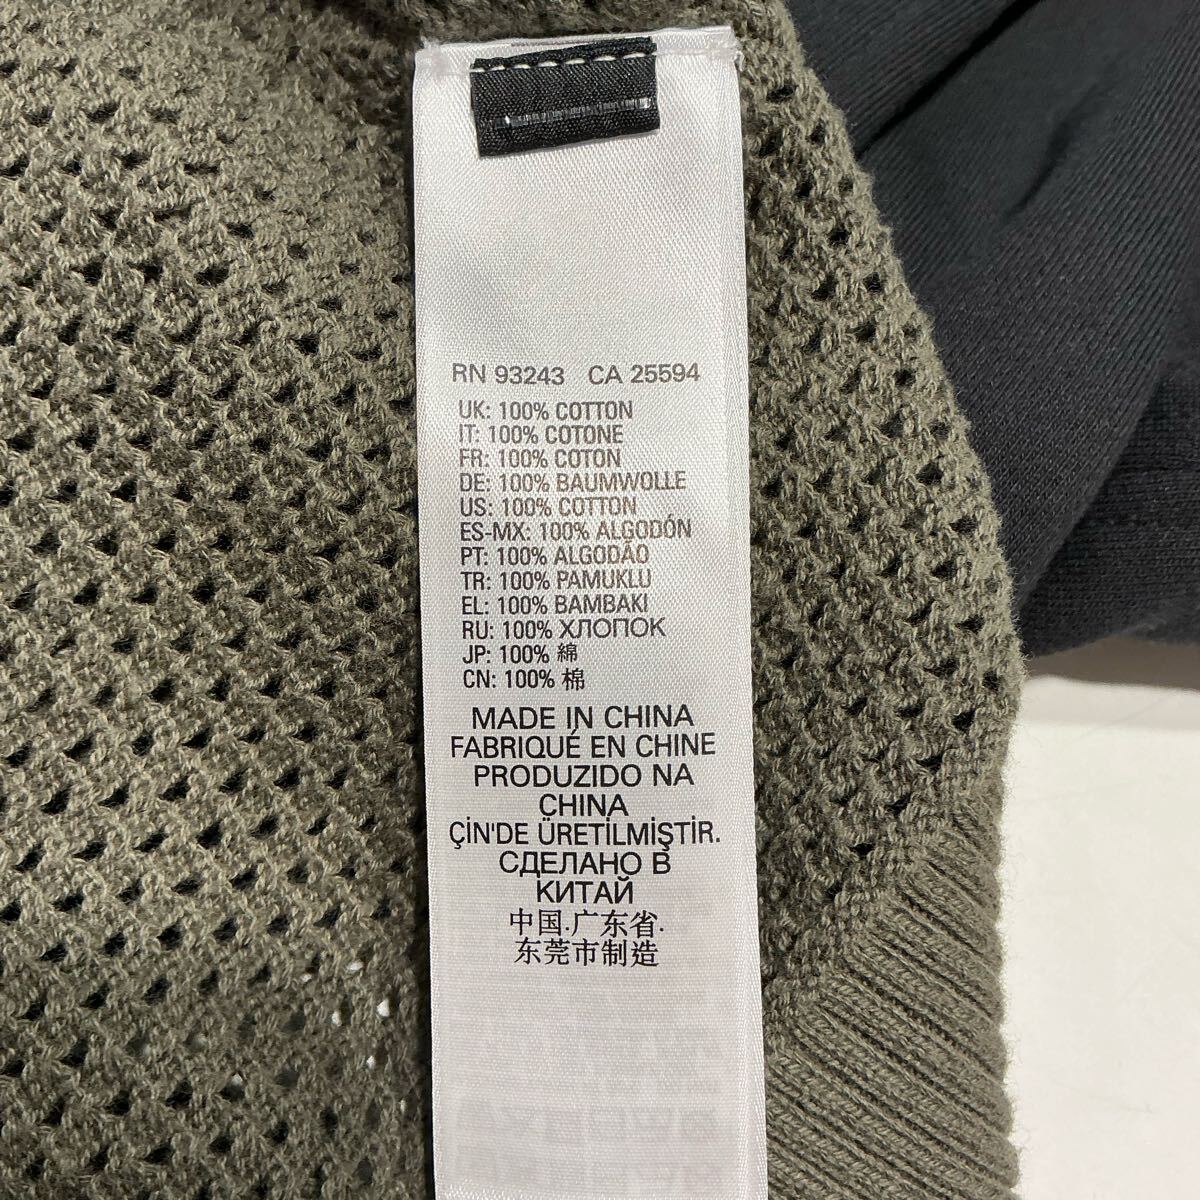 RN 93243 CA 25594
UK: 100% COTTON
IT: 100% COTONE
FR: 100% COTON
DE: 100% BAUMWOLLE
US: 100% COTTON
ES-MX: 100% ALGODÓN
PT: 100% ALGODÃO
TR: 100% PAMUKLU
EL: 100% BAMBAKI
RU: 100% ХЛОПОК
JP: 100% 綿
CN: 100% 棉
MADE IN CHINA
FABRIQUÉ EN CHINE
PRODUZIDO NA
CHINA
ÇİN'DE ÜRETİLMİŞTİR.
СДЕЛАНО В
КИТАЙ
中国.广东省.
东莞市制造